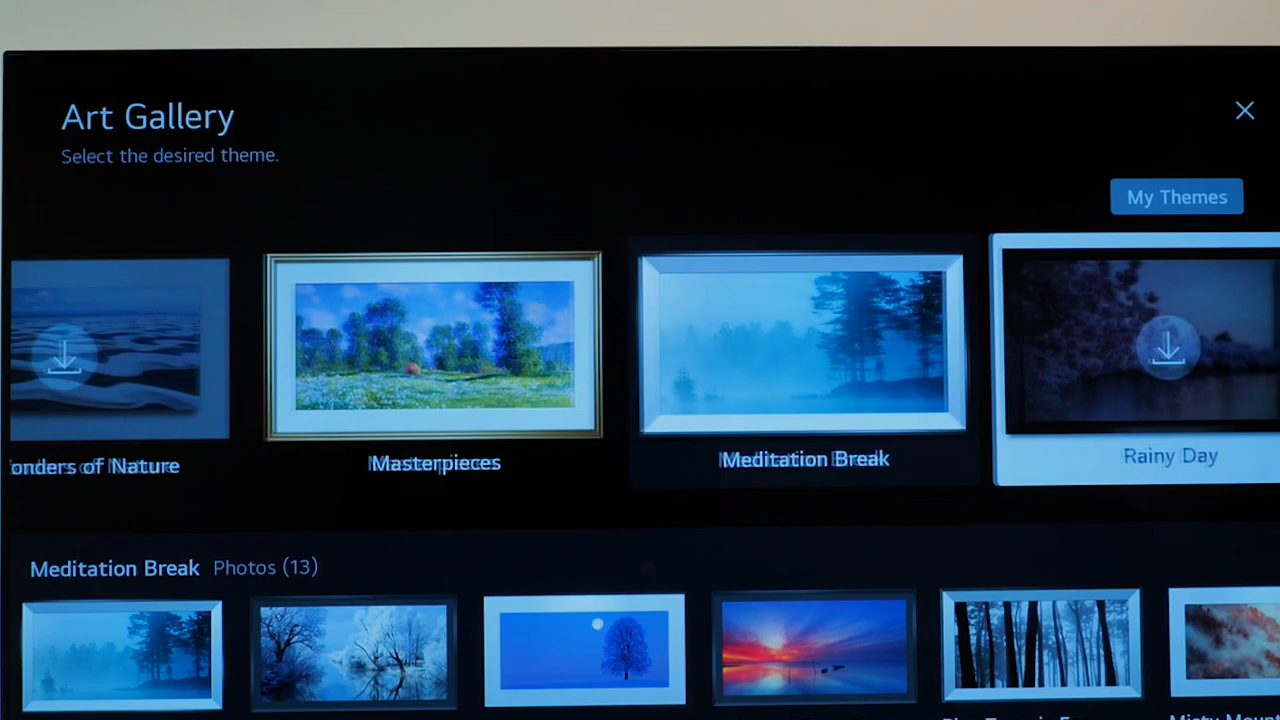 Art Gallery
Select the desired theme.
My Themes
onders of Nature
Masterpieces
Meditation Break
Rainy Day
Meditation Break Photos (13)